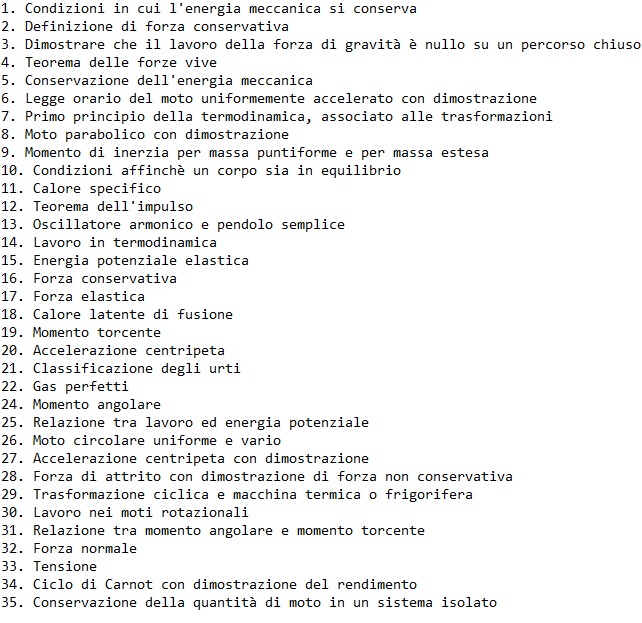 1. Condizioni in cui l'energia meccanica si conserva
2. Definizione di forza conservativa
3. Dimostrare che il lavoro della forza di gravità è nullo su un percorso chiuso
4. Teorema delle forze vive
5. Conservazione dell'energia meccanica
6. Legge orario del moto uniformemente accelerato con dimostrazione
7. Primo principio della termodinamica, associato alle trasformazioni
8. Moto parabolico con dimostrazione
9. Momento di inerzia per massa puntiforme e per massa estesa
10. Condizioni affinchè un corpo sia in equilibrio
11. Calore specifico
12. Teorema dell'impulso
13. Oscillatore armonico e pendolo semplice
14. Lavoro in termodinamica
15. Energia potenziale elastica
16. Forza conservativa
17. Forza elastica
18. Calore latente di fusione
19. Momento torcente
20. Accelerazione centripeta
21. Classificazione degli urti
22. Gas perfetti
24. Momento angolare
25. Relazione tra lavoro ed energia potenziale
26. Moto circolare uniforme e vario
27. Accelerazione centripeta con dimostrazione
28. Forza di attrito con dimostrazione di forza non conservativa
29. Trasformazione ciclica e macchina termica o frigorifera
30. Lavoro nei moti rotazionali
31. Relazione tra momento angolare e momento torcente
32. Forza normale
33. Tensione
34. Ciclo di Carnot con dimostrazione del rendimento
35. Conservazione della quantità di moto in un sistema isolato